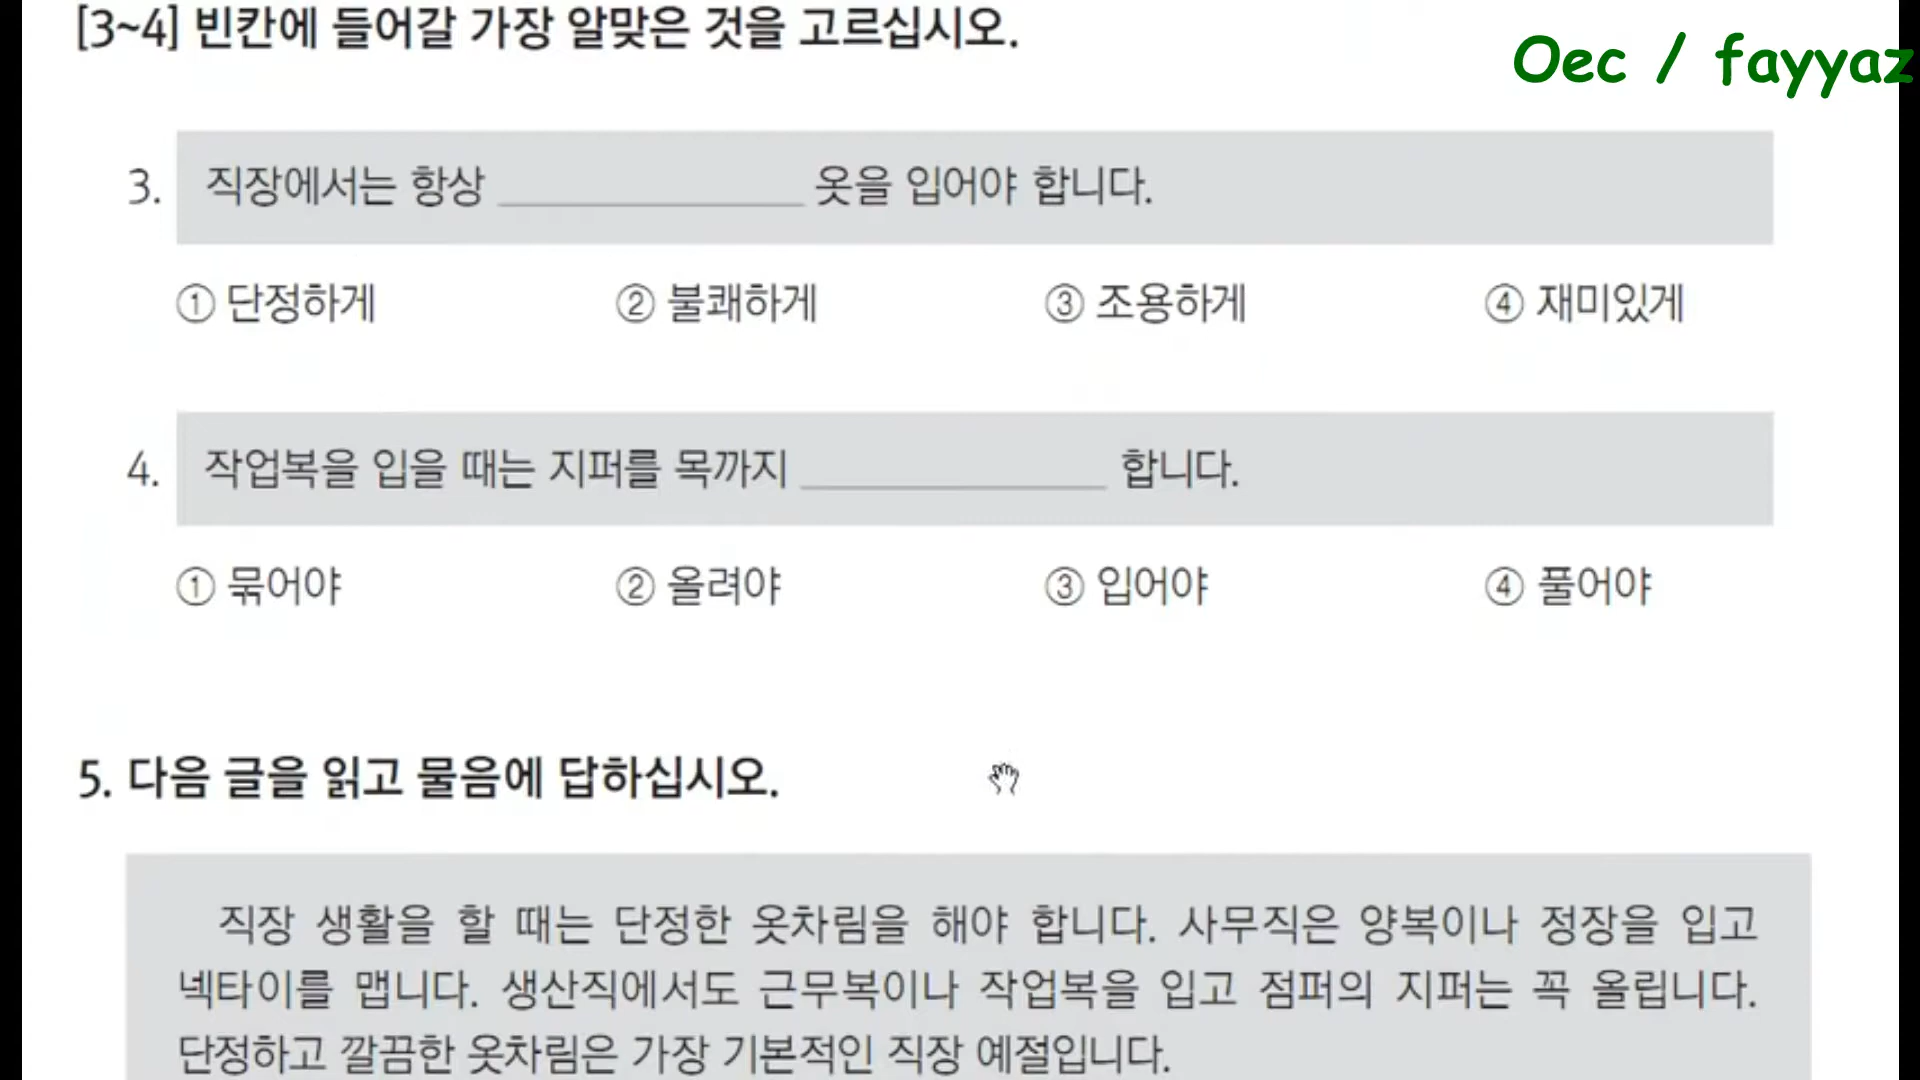 [3~4] 빈칸에 들어갈 가장 알맞은 것을 고르십시오.
Oec / fayyaz
3. 직장에서는 항상 ______ 옷을 입어야 합니다.
① 단정하게 ② 불쾌하게 ③ 조용하게 ④ 재미있게
4. 작업복을 입을 때는 지퍼를 목까지 ______ 합니다.
① 묶어야 ② 올려야 ③ 입어야 ④ 풀어야
5. 다음 글을 읽고 물음에 답하십시오.
직장 생활을 할 때는 단정한 옷차림을 해야 합니다. 사무직은 양복이나 정장을 입고
넥타이를 맵니다. 생산직에서도 근무복이나 작업복을 입고 점퍼의 지퍼는 꼭 올립니다.
단정하고 깔끔한 옷차림은 가장 기본적인 직장 예절입니다.